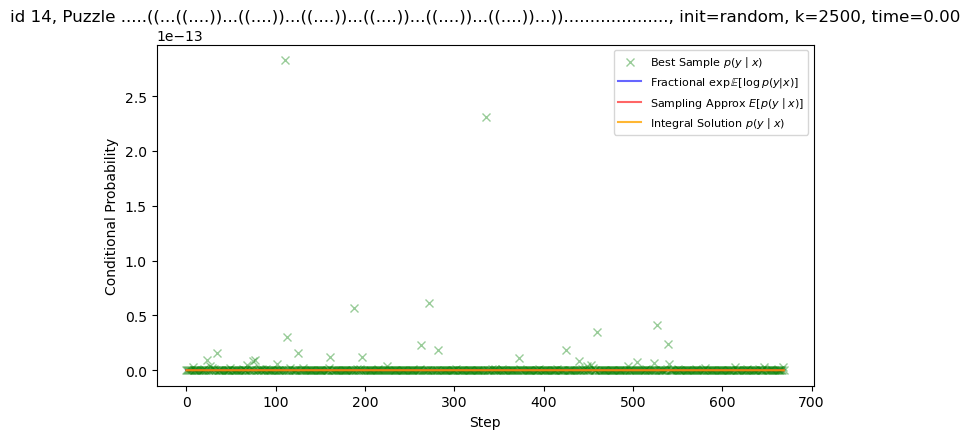 id 14, Puzzle .....((...((....))...((....))...((....))...((....))...((....))...((....))...))....................., init=random, k=2500, time=0.00
1e−13
2.5
2.0
1.5
1.0
0.5
0.0
Conditional Probability
Best Sample p(y | x)
Fractional exp𝔼[log p(y|x)]
Sampling Approx E[p(y | x)]
Integral Solution p(y | x)
0 100 200 300 400 500 600 700
Step